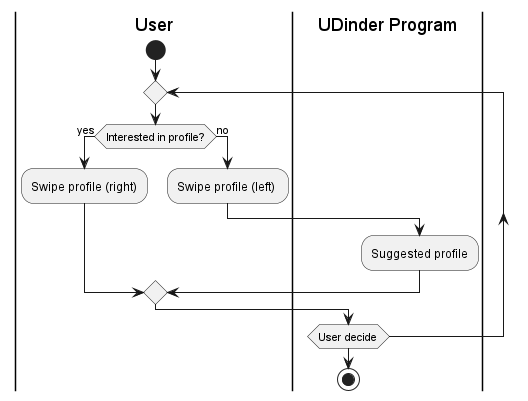 User
UDinder Program
yes
Interested in profile?
no
Swipe profile (right)
Swipe profile (left)
Suggested profile
User decide